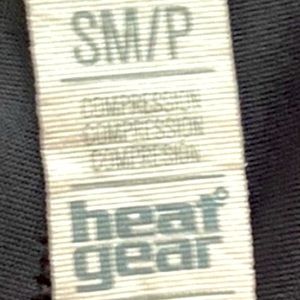 SM/P
COMPRESSION
COMPRESSION
COMPRESIÓN
heat
gear